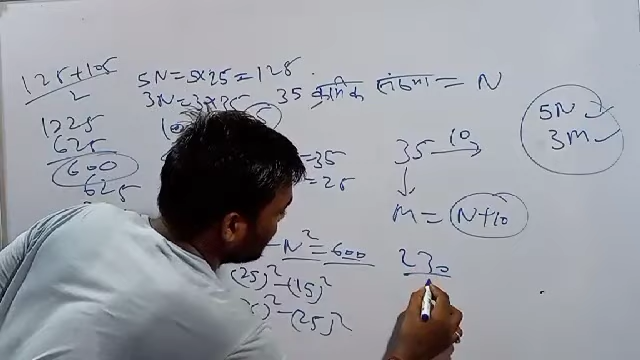 125+105
2
5N=5×25=125
3N=3×35
35 क्रमिक संख्या = N
5N ✓
3M ✓
1225
625
600
625
=35
=25
35 10→
↓
M = N+10
- N²=600
230
(25)²-(15)²
)²-(25)²